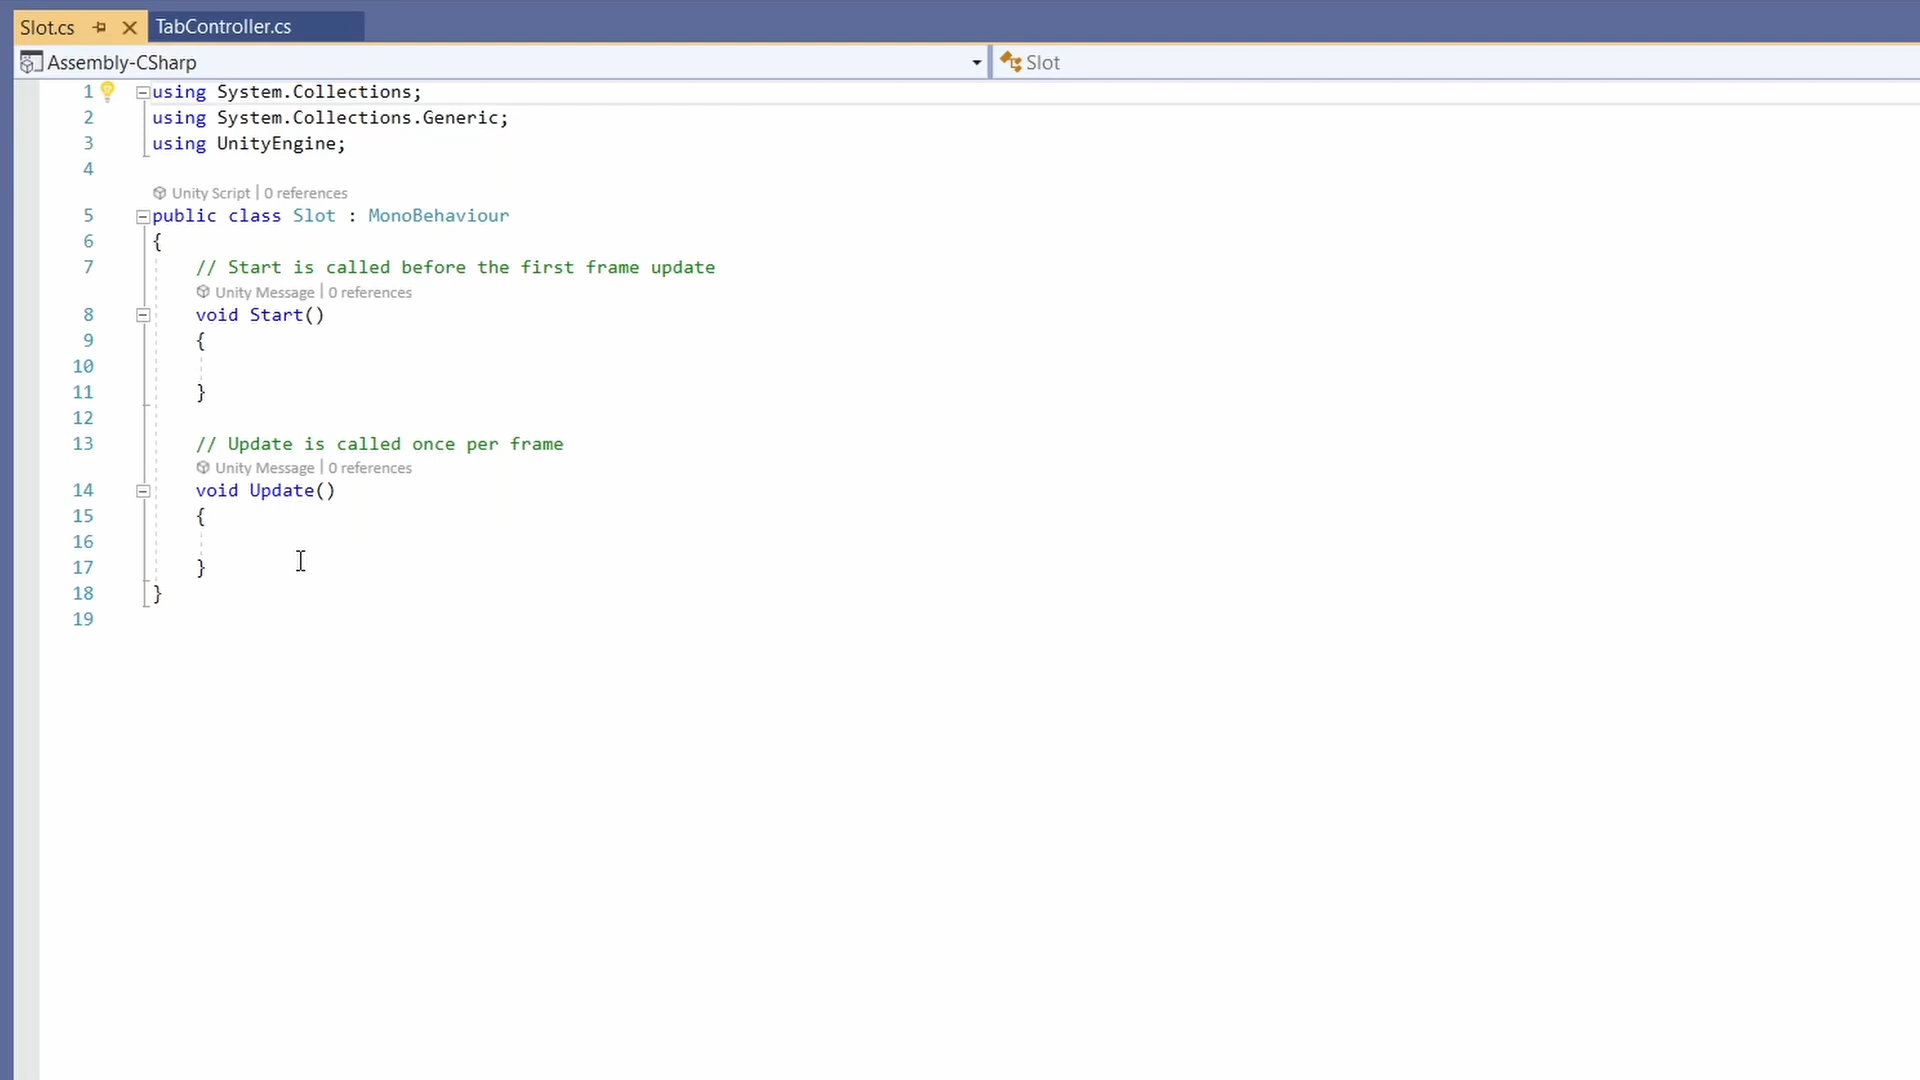 Slot.cs TabController.cs
Assembly-CSharp Slot
1 using System.Collections;
2 using System.Collections.Generic;
3 using UnityEngine;
4
Unity Script | 0 references
5 public class Slot : MonoBehaviour
6 {
7 // Start is called before the first frame update
Unity Message | 0 references
8 void Start()
9 {
10
11 }
12
13 // Update is called once per frame
Unity Message | 0 references
14 void Update()
15 {
16
17 }
18 }
19